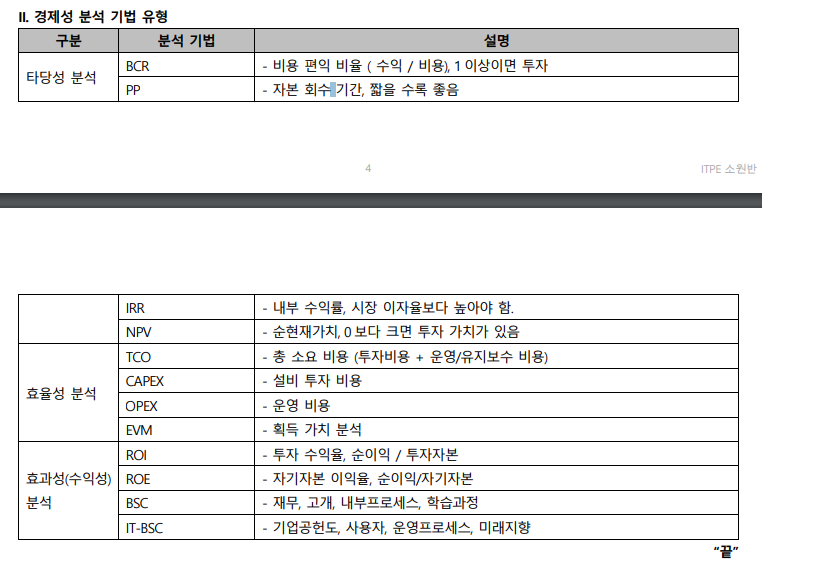 II. 경제성 분석 기법 유형
구분 분석 기법 설명
타당성 분석 BCR - 비용 편익 비율 ( 수익 / 비용), 1 이상이면 투자
PP - 자본 회수 기간, 짧을 수록 좋음
4 ITPE 소원반
IRR - 내부 수익률, 시장 이자율보다 높아야 함.
NPV - 순현재가치, 0 보다 크면 투자 가치가 있음
효율성 분석 TCO - 총 소요 비용 (투자비용 + 운영/유지보수 비용)
CAPEX - 설비 투자 비용
OPEX - 운영 비용
EVM - 획득 가치 분석
효과성(수익성) 분석 ROI - 투자 수익율, 순이익 / 투자자본
ROE - 자기자본 이익율, 순이익/자기자본
BSC - 재무, 고개, 내부프로세스, 학습과정
IT-BSC - 기업공헌도, 사용자, 운영프로세스, 미래지향
“끝”